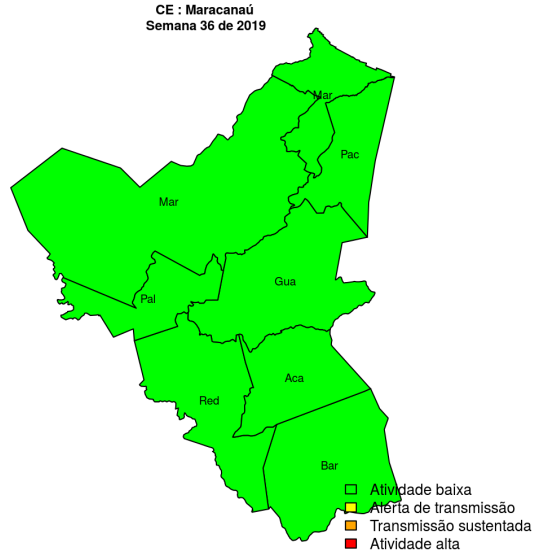 CE : Maracanaú
Semana 36 de 2019
Mar
Pac
Mar
Gua
Pal
Aca
Red
Bar
Atividade baixa
Alerta de transmissão
Transmissão sustentada
Atividade alta